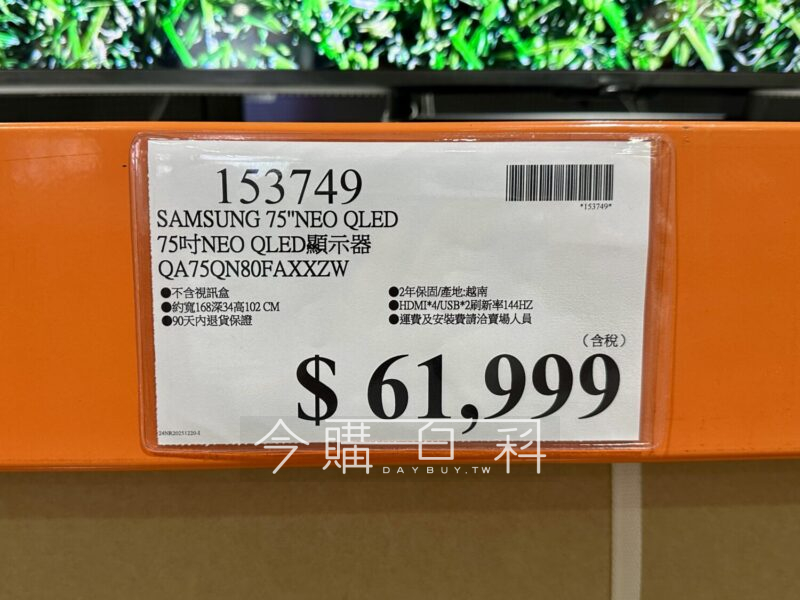 153749
*153749*
SAMSUNG 75"NEO QLED
75吋NEO QLED顯示器
QA75QN80FAXXZW
●不含視訊盒
●約寬168深34高102 CM
●90天內退貨保證
●2年保固/產地:越南
●HDMI*4/USB*2刷新率144HZ
●運費及安裝費請洽賣場人員
(含稅)
$ 61,999
24NR20251220-1
今購百科
DAYBUY.TW